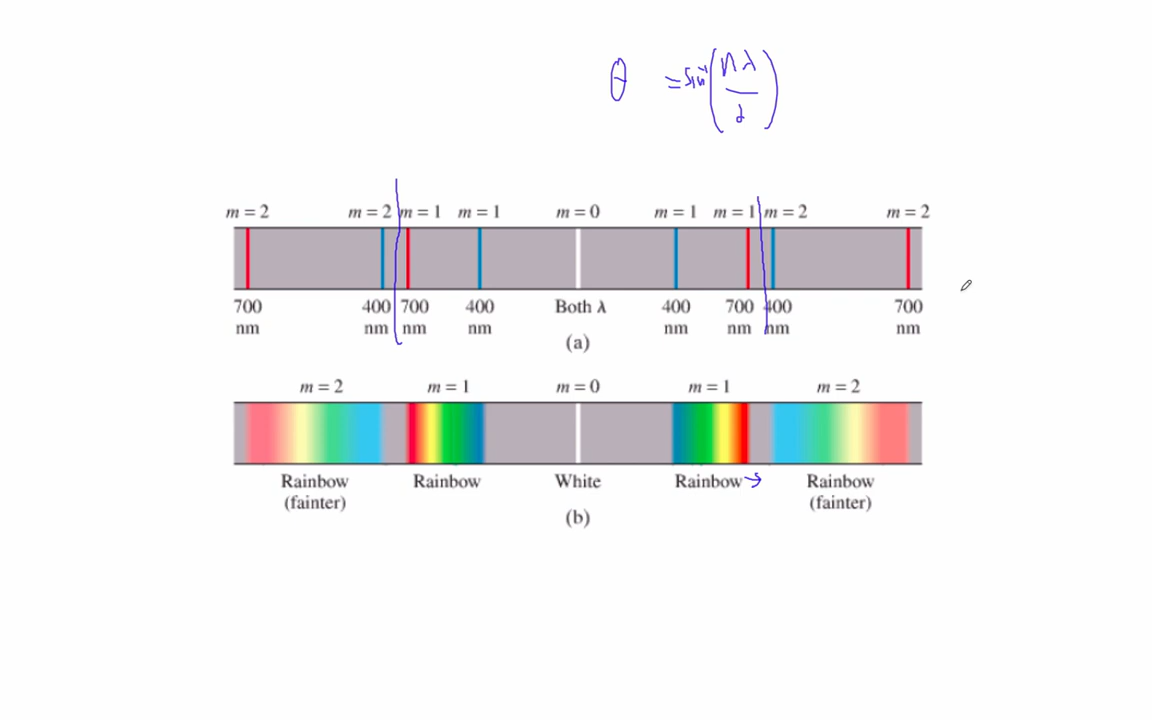 θ = sin⁻¹(nλ/d)
m = 2 m = 2 m = 1 m = 1 m = 0 m = 1 m = 1 m = 2 m = 2
700 400 700 400 Both λ 400 700 400 700
nm nm nm nm nm nm nm nm
(a)
m = 2 m = 1 m = 0 m = 1 m = 2
Rainbow Rainbow White Rainbow → Rainbow
(fainter) (fainter)
(b)